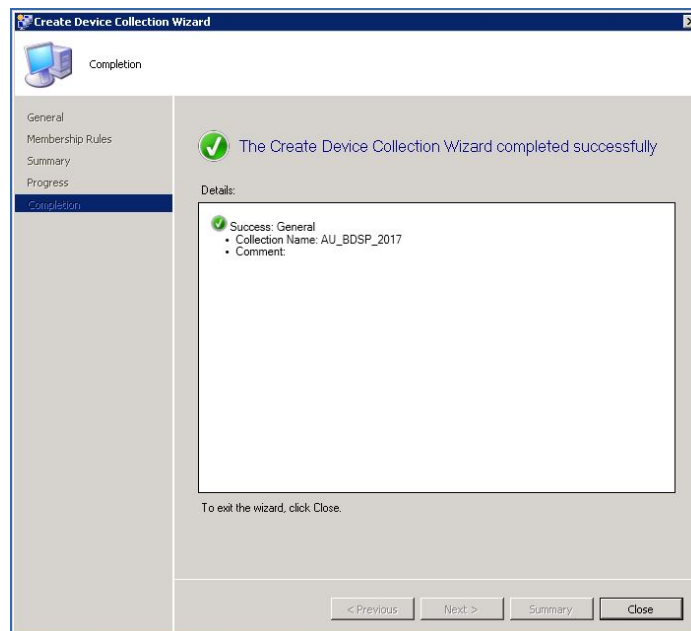 Create Device Collection Wizard
Completion
General
Membership Rules
Summary
Progress
Completion
The Create Device Collection Wizard completed successfully
Details:
Success: General
• Collection Name: AU_BDSP_2017
• Comment:
To exit the wizard, click Close.
< Previous
Next >
Summary
Close